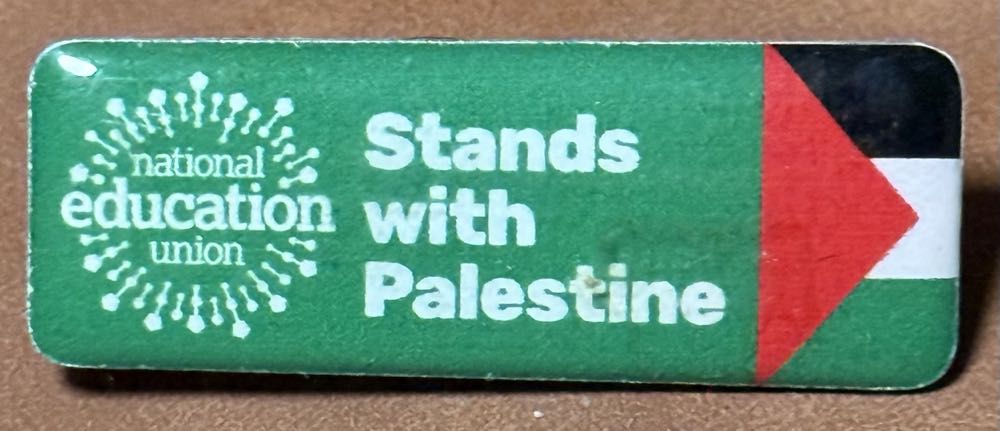 national
education
union
Stands
with
Palestine